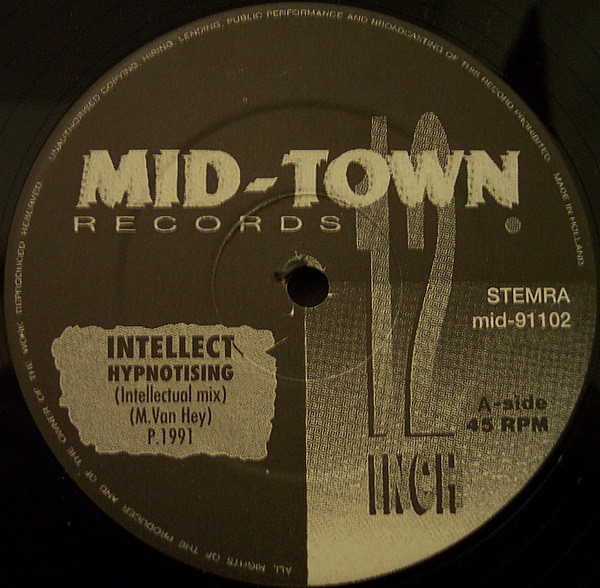 UNAUTHORISED COPYING, HIRING, LENDING, PUBLIC PERFORMANCE AND BROADCASTING OF THIS RECORD PROHIBITED. MADE IN HOLLAND.
MID-TOWN
RECORDS
12
STEMRA
mid-91102
INTELLECT
HYPNOTISING
(Intellectual mix)
(M.Van Hey)
P.1991
A-side
45 RPM
INCH
ALL RIGHTS OF THE PRODUCER AND OF THE OWNER OF THE WORK REPRODUCED RESERVED.